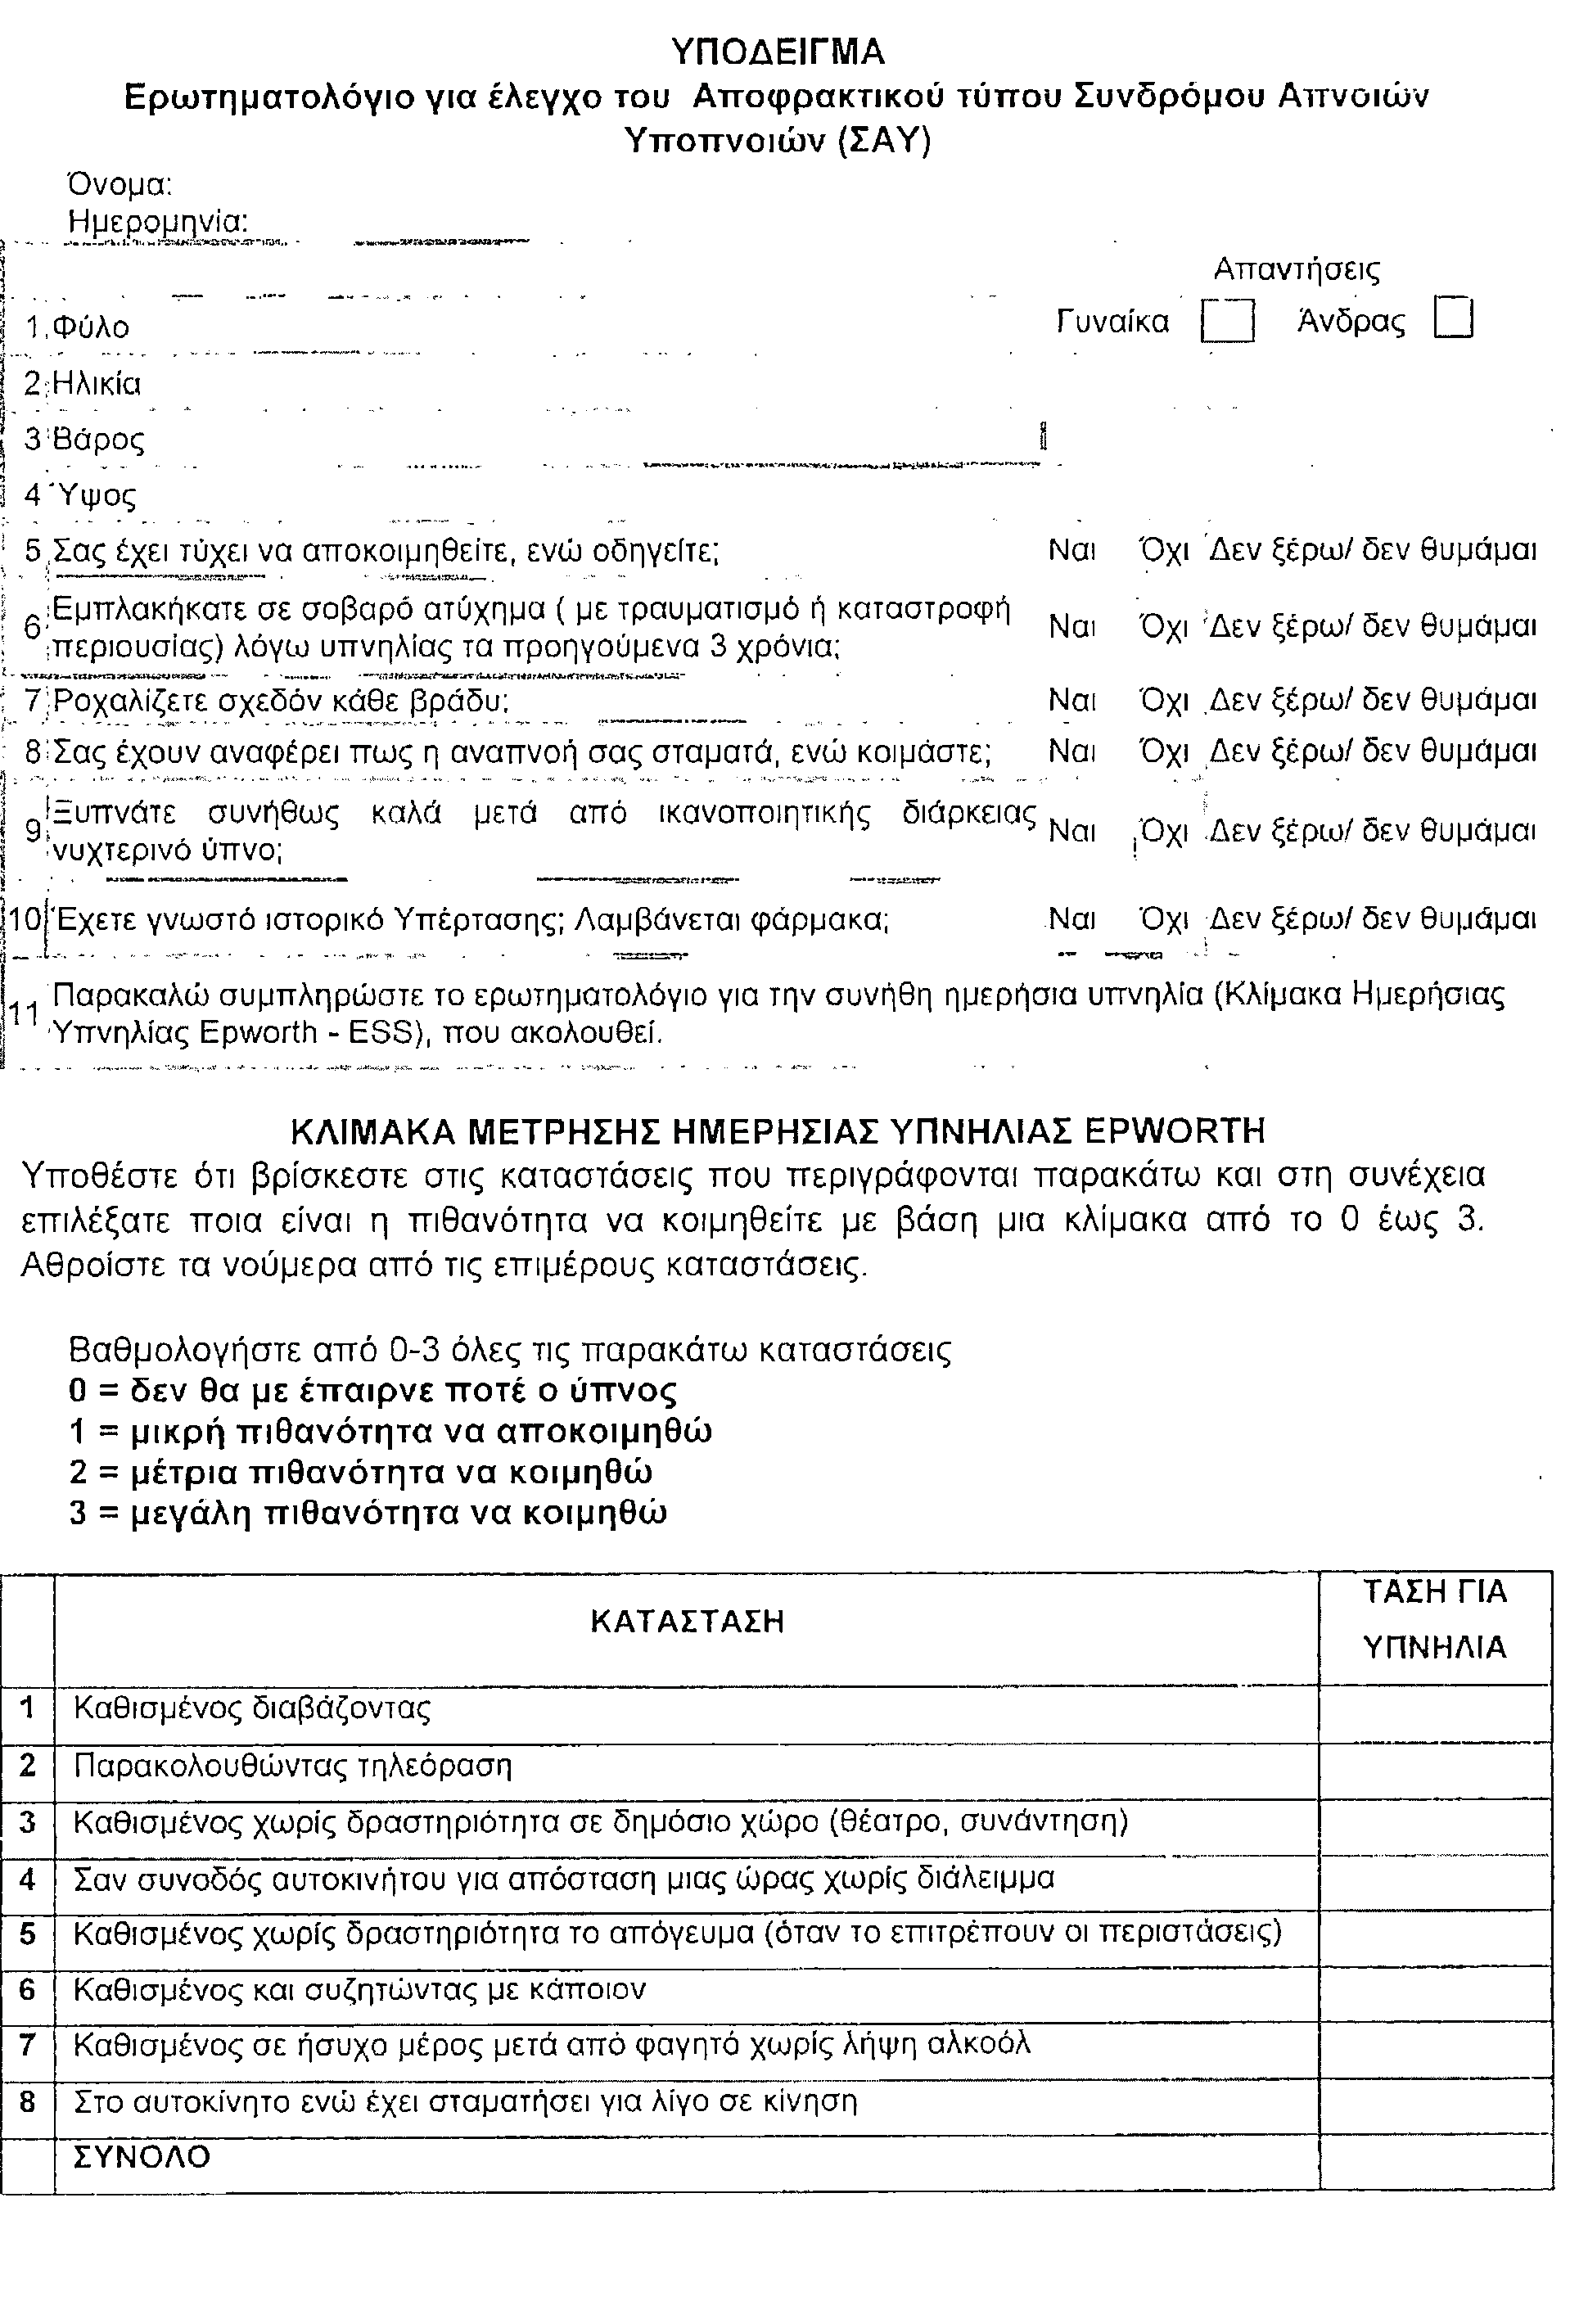 ΥΠΟΔΕΙΓΜΑ
Ερωτηματολόγιο για έλεγχο του Αποφρακτικού τύπου Συνδρόμου Απνοιών
Υποπνοιών (ΣΑΥ)
Όνομα:
Ημερομηνία:
Απαντήσεις
1.Φύλο Γυναίκα Άνδρας
2.Ηλικία
3 Βάρος
4 Ύψος
5.Σας έχει τύχει να αποκοιμηθείτε, ενώ οδηγείτε; Ναι Όχι Δεν ξέρω/ δεν θυμάμαι
6 Εμπλακήκατε σε σοβαρό ατύχημα ( με τραυματισμό ή καταστροφή
περιουσίας) λόγω υπνηλίας τα προηγούμενα 3 χρόνια; Ναι Όχι Δεν ξέρω/ δεν θυμάμαι
7 Ροχαλίζετε σχεδόν κάθε βράδυ; Ναι Όχι Δεν ξέρω/ δεν θυμάμαι
8 Σας έχουν αναφέρει πως η αναπνοή σας σταματά, ενώ κοιμάστε; Ναι Όχι Δεν ξέρω/ δεν θυμάμαι
9 Ξυπνάτε συνήθως καλά μετά από ικανοποιητικής διάρκειας
νυχτερινό ύπνο; Ναι Όχι Δεν ξέρω/ δεν θυμάμαι
10 Έχετε γνωστό ιστορικό Υπέρτασης; Λαμβάνεται φάρμακα; Ναι Όχι Δεν ξέρω/ δεν θυμάμαι
11 Παρακαλώ συμπληρώστε το ερωτηματολόγιο για την συνήθη ημερήσια υπνηλία (Κλίμακα Ημερήσιας
Υπνηλίας Epworth - ESS), που ακολουθεί.
ΚΛΙΜΑΚΑ ΜΕΤΡΗΣΗΣ ΗΜΕΡΗΣΙΑΣ ΥΠΝΗΛΙΑΣ EPWORTH
Υποθέστε ότι βρίσκεστε στις καταστάσεις που περιγράφονται παρακάτω και στη συνέχεια
επιλέξατε ποια είναι η πιθανότητα να κοιμηθείτε με βάση μια κλίμακα από το 0 έως 3.
Αθροίστε τα νούμερα από τις επιμέρους καταστάσεις.
Βαθμολογήστε από 0-3 όλες τις παρακάτω καταστάσεις
0 = δεν θα με έπαιρνε ποτέ ο ύπνος
1 = μικρή πιθανότητα να αποκοιμηθώ
2 = μέτρια πιθανότητα να κοιμηθώ
3 = μεγάλη πιθανότητα να κοιμηθώ
ΚΑΤΑΣΤΑΣΗ ΤΑΣΗ ΓΙΑ
ΥΠΝΗΛΙΑ
1 Καθισμένος διαβάζοντας
2 Παρακολουθώντας τηλεόραση
3 Καθισμένος χωρίς δραστηριότητα σε δημόσιο χώρο (θέατρο, συνάντηση)
4 Σαν συνοδός αυτοκινήτου για απόσταση μιας ώρας χωρίς διάλειμμα
5 Καθισμένος χωρίς δραστηριότητα το απόγευμα (όταν το επιτρέπουν οι περιστάσεις)
6 Καθισμένος και συζητώντας με κάποιον
7 Καθισμένος σε ήσυχο μέρος μετά από φαγητό χωρίς λήψη αλκοόλ
8 Στο αυτοκίνητο ενώ έχει σταματήσει για λίγο σε κίνηση
ΣΥΝΟΛΟ